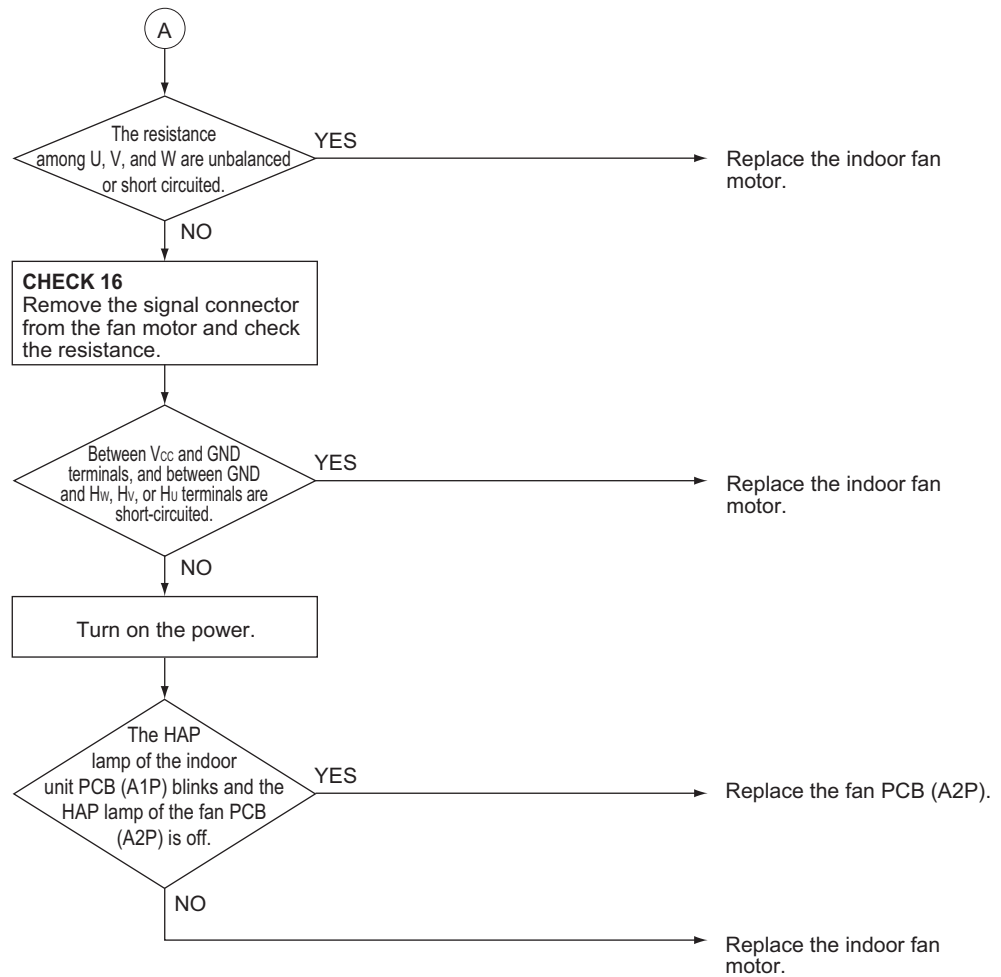 A
The resistance
among U, V, and W are unbalanced
or short circuited.
YES
Replace the indoor fan
motor.
NO
CHECK 16
Remove the signal connector
from the fan motor and check
the resistance.
Between Vcc and GND
terminals, and between GND
and Hw, Hv, or Hu terminals are
short-circuited.
YES
Replace the indoor fan
motor.
NO
Turn on the power.
The HAP
lamp of the indoor
unit PCB (A1P) blinks and the
HAP lamp of the fan PCB
(A2P) is off.
YES
Replace the fan PCB (A2P).
NO
Replace the indoor fan
motor.